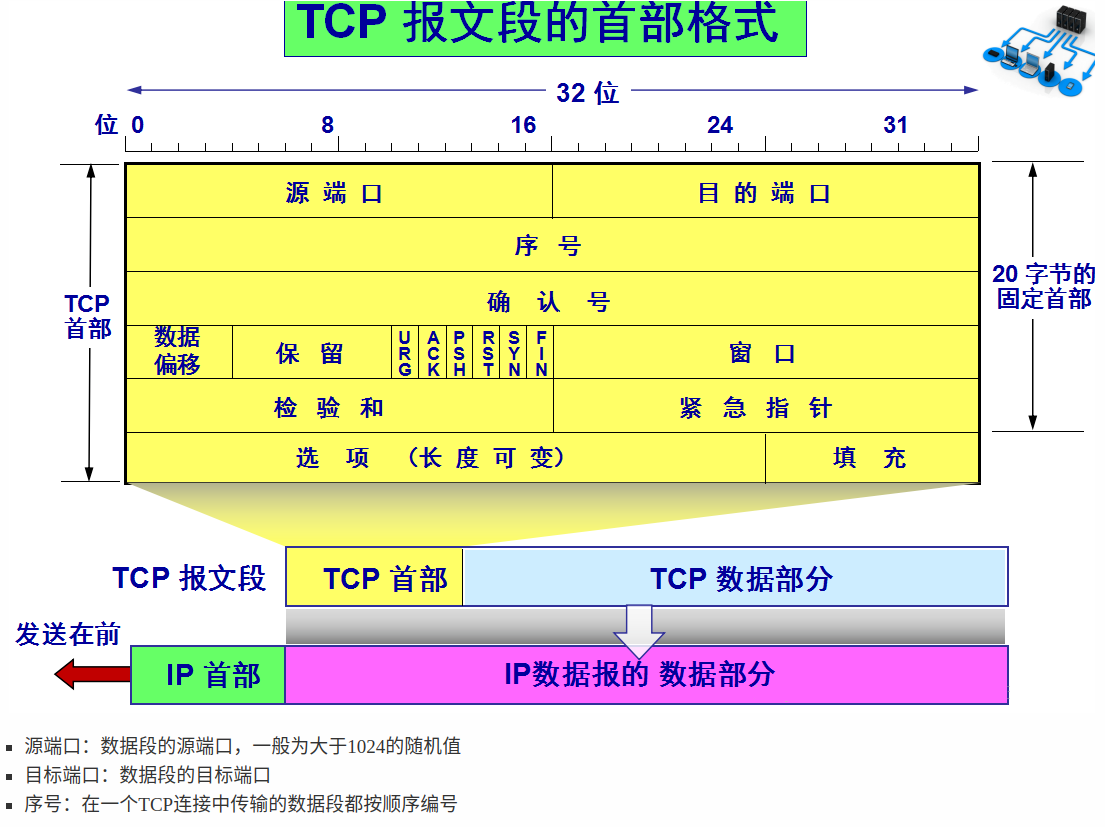 TCP 报文段的首部格式
32 位
位 0 8 16 24 31
源 端 口 目 的 端 口
序 号
确 认 号
TCP
首部
20 字节的
固定首部
数据
偏移
保 留
URG
ACK
PSH
RST
SYN
FIN
窗 口
检 验 和 紧 急 指 针
选 项 (长 度 可 变) 填 充
TCP 报文段 TCP 首部 TCP 数据部分
发送在前
IP 首部 IP数据报的 数据部分
▪ 源端口：数据段的源端口，一般为大于1024的随机值
▪ 目标端口：数据段的目标端口
▪ 序号：在一个TCP连接中传输的数据段都按顺序编号